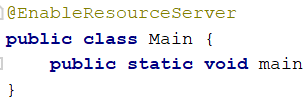 @EnableResourceServer
public class Main {
    public static void main
}